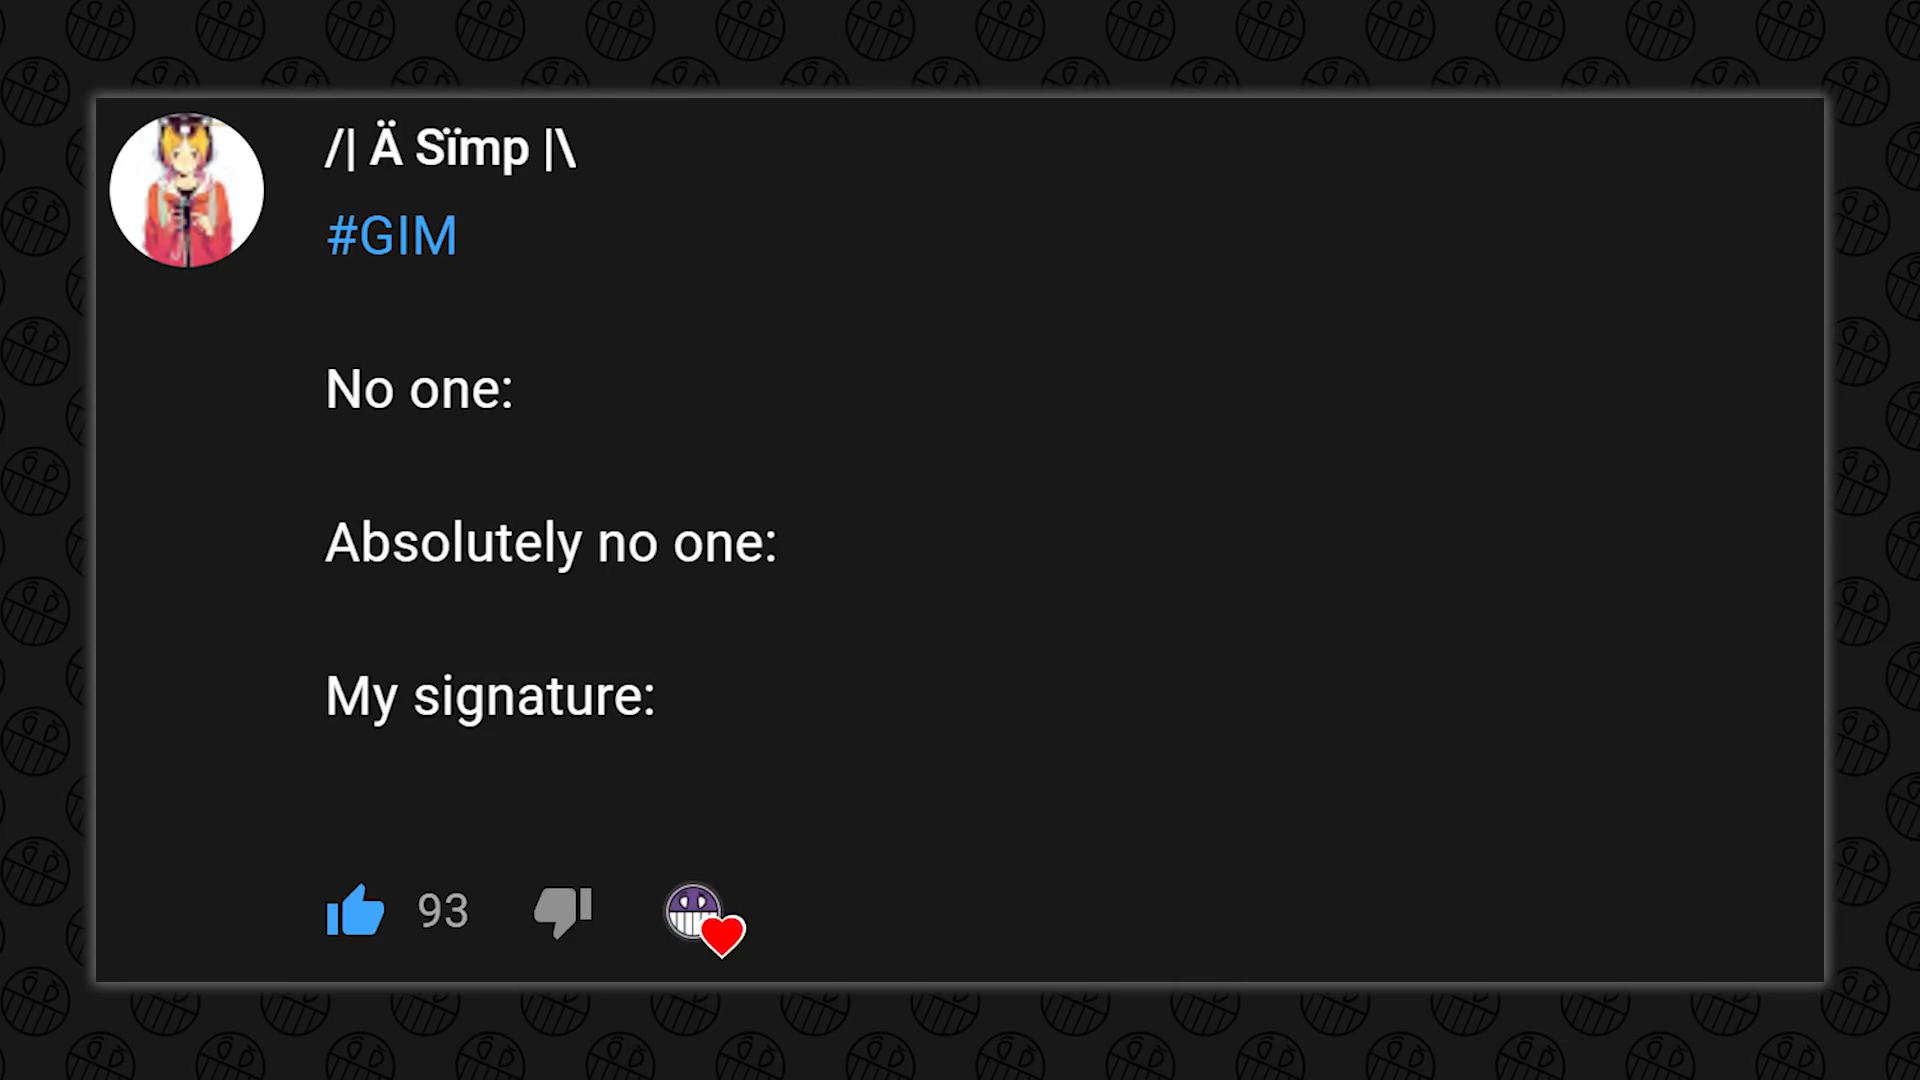 /| Ä Sïmp |\
#GIM
No one:
Absolutely no one:
My signature:
93